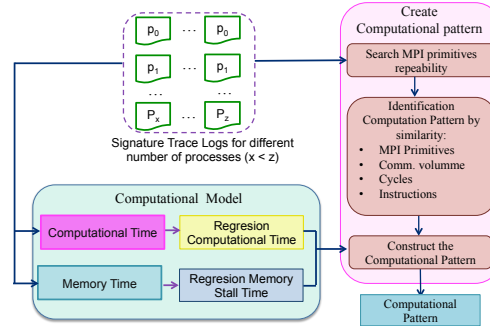 Create
Computational pattern
p0 ... p0
p1 ... p1
... ...
Px ... Pz
Signature Trace Logs for different
number of processes (x < z)
Search MPI primitives
repeability
Identification
Computation Pattern by
similarity:
• MPI Primitives
• Comm. volumme
• Cycles
• Instructions
Construct the
Computational Pattern
Computational
Pattern
Computational Model
Computational Time
Regresion
Computational Time
Memory Time
Regresion Memory
Stall Time